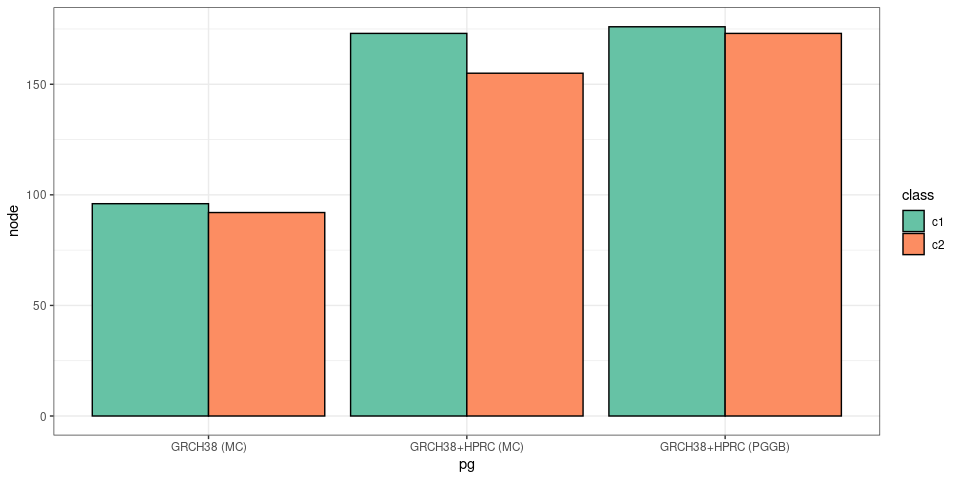 node
150
100
50
0
GRCH38 (MC)
GRCH38+HPRC (MC)
GRCH38+HPRC (PGGB)
pg
class
c1
c2